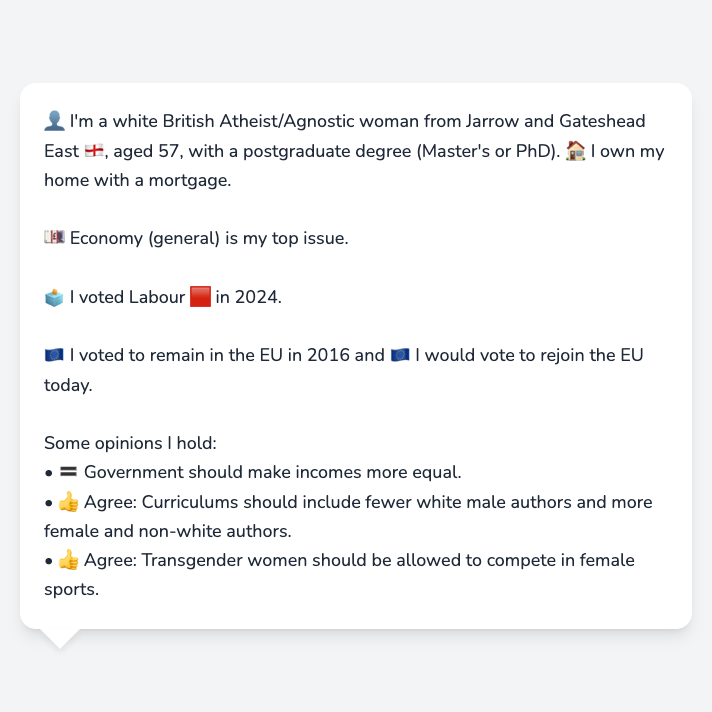 👤 I'm a white British Atheist/Agnostic woman from Jarrow and Gateshead
East 🏴󠁧󠁢󠁥󠁮󠁧󠁿, aged 57, with a postgraduate degree (Master's or PhD). 🏠 I own my
home with a mortgage.
💷 Economy (general) is my top issue.
🗳️ I voted Labour 🟥 in 2024.
🇪🇺 I voted to remain in the EU in 2016 and 🇪🇺 I would vote to rejoin the EU
today.
Some opinions I hold:
• 🟰 Government should make incomes more equal.
• 👍 Agree: Curriculums should include fewer white male authors and more
female and non-white authors.
• 👍 Agree: Transgender women should be allowed to compete in female
sports.